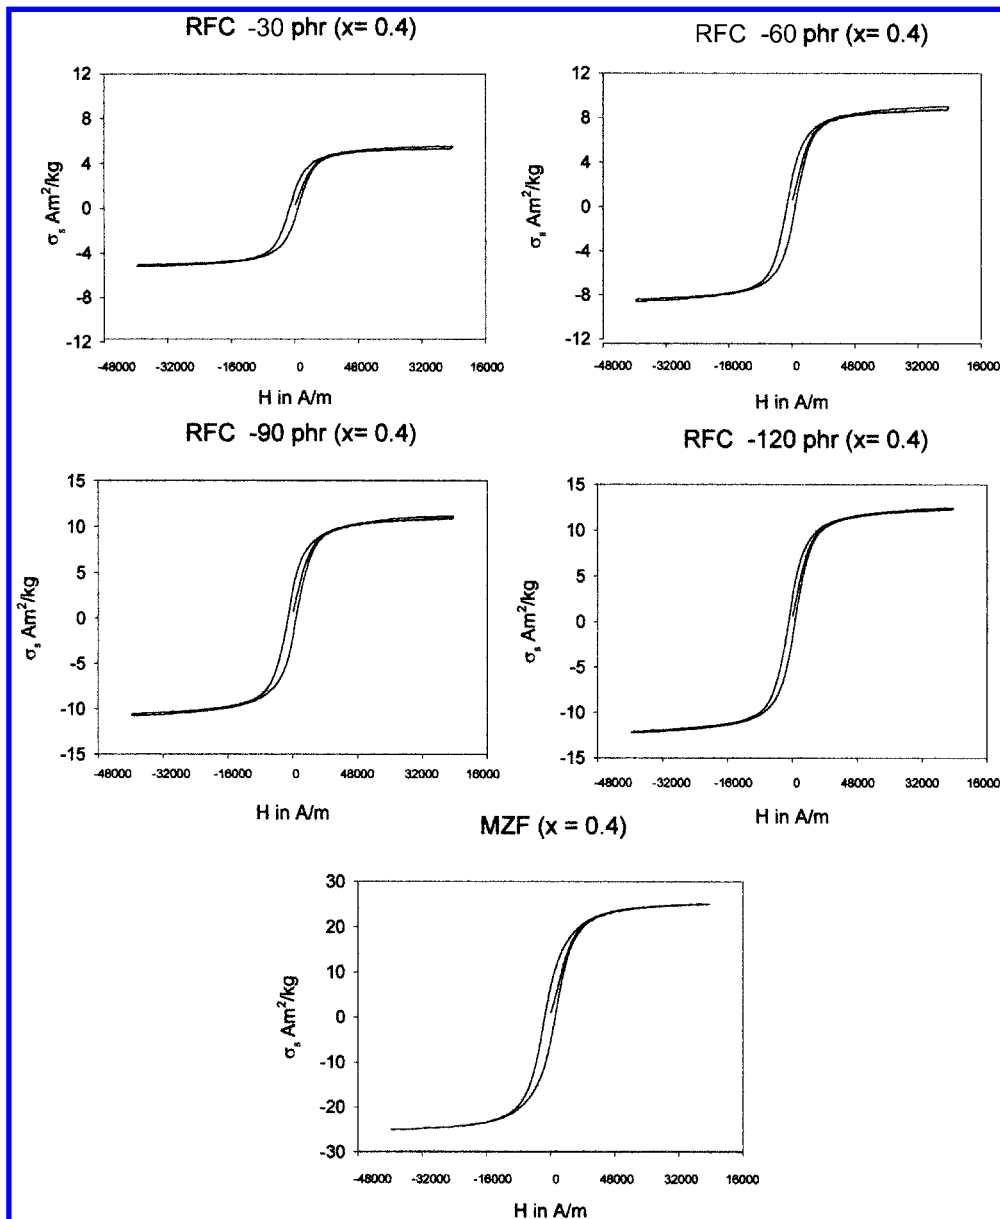 RFC -30 phr (x= 0.4)
12
8
4
0
-4
-8
-12
σs Am²/kg
-48000 -32000 -16000 0 48000 32000 16000
H in A/m
RFC -60 phr (x= 0.4)
12
8
4
0
-4
-8
-12
σs Am²/kg
-48000 -32000 -16000 0 48000 32000 16000
H in A/m
RFC -90 phr (x= 0.4)
15
10
5
0
-5
-10
-15
σs Am²/kg
-48000 -32000 -16000 0 48000 32000 16000
H in A/m
RFC -120 phr (x= 0.4)
15
10
5
0
-5
-10
-15
σs Am²/kg
-48000 -32000 -16000 0 48000 32000 16000
H in A/m
MZF (x = 0.4)
30
20
10
0
-10
-20
-30
σs Am²/kg
-48000 -32000 -16000 0 48000 32000 16000
H in A/m